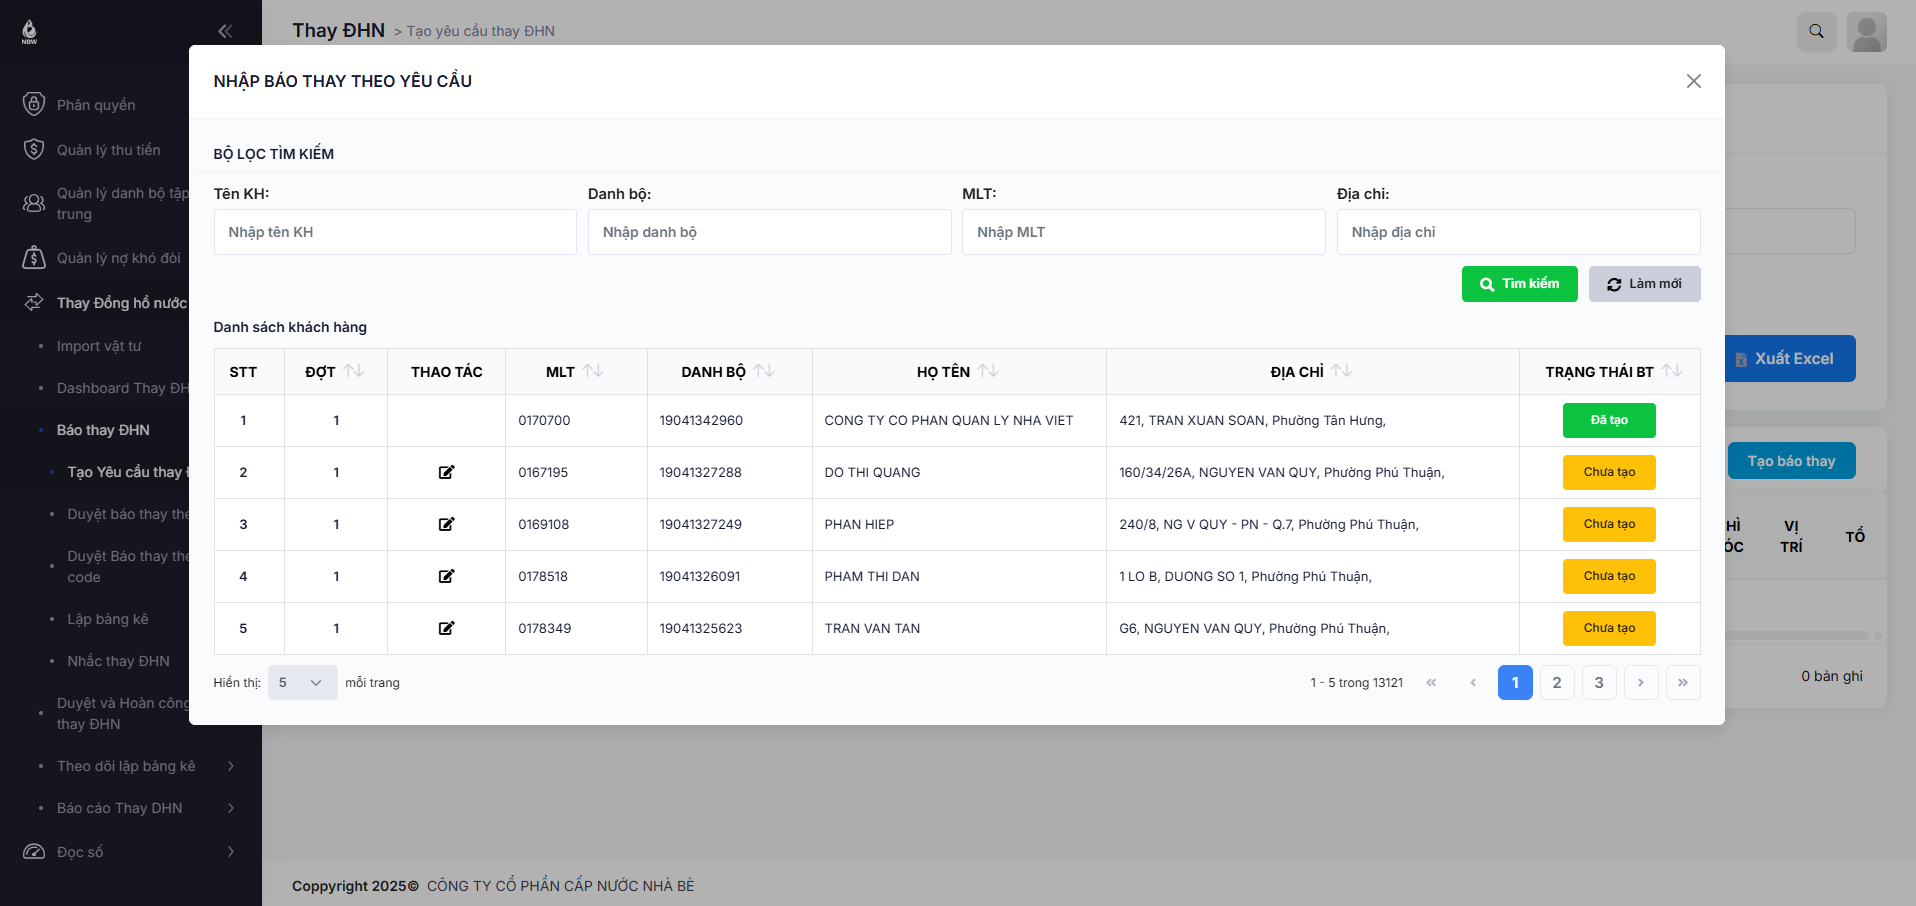 NBW
Thay ĐHN > Tạo yêu cầu thay ĐHN
Phân quyền
Quản lý thu tiền
Quản lý danh bộ tập
trung
Quản lý nợ khó đòi
Thay Đồng hồ nước
Import vật tư
Dashboard Thay ĐH
Báo thay ĐHN
Tạo Yêu cầu thay
Duyệt báo thay the
Duyệt Báo thay the
code
Lập bảng kê
Nhắc thay ĐHN
Duyệt và Hoàn công
thay ĐHN
Theo dõi lập bảng kê
Báo cáo Thay DHN
Đọc số
NHẬP BÁO THAY THEO YÊU CẦU
BỘ LỌC TÌM KIẾM
Tên KH: Danh bộ: MLT: Địa chỉ:
Nhập tên KH Nhập danh bộ Nhập MLT Nhập địa chỉ
Tìm kiếm Làm mới
Danh sách khách hàng
STT ĐỢT THAO TÁC MLT DANH BỘ HỌ TÊN ĐỊA CHỈ TRẠNG THÁI BT
1 1 0170700 19041342960 CONG TY CO PHAN QUAN LY NHA VIET 421, TRAN XUAN SOAN, Phường Tân Hưng, Đã tạo
2 1 0167195 19041327288 DO THI QUANG 160/34/26A, NGUYEN VAN QUY, Phường Phú Thuận, Chưa tạo
3 1 0169108 19041327249 PHAN HIEP 240/8, NG V QUY - PN - Q.7, Phường Phú Thuận, Chưa tạo
4 1 0178518 19041326091 PHAM THI DAN 1 LO B, DUONG SO 1, Phường Phú Thuận, Chưa tạo
5 1 0178349 19041325623 TRAN VAN TAN G6, NGUYEN VAN QUY, Phường Phú Thuận, Chưa tạo
Hiển thị: 5 mỗi trang 1 - 5 trong 13121 « ‹ 1 2 3 › »
Xuất Excel
Tạo báo thay
HÌ VỊ TỔ
ÓC TRÍ
0 bản ghi
Coppyright 2025© CÔNG TY CỔ PHẦN CẤP NƯỚC NHÀ BÈ